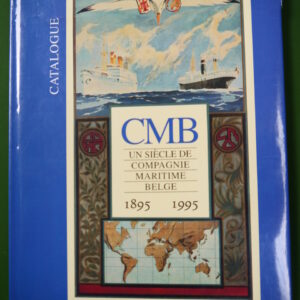 CATALOGUE
CMB
UN SIÈCLE DE
COMPAGNIE
MARITIME
BELGE
1895 1995